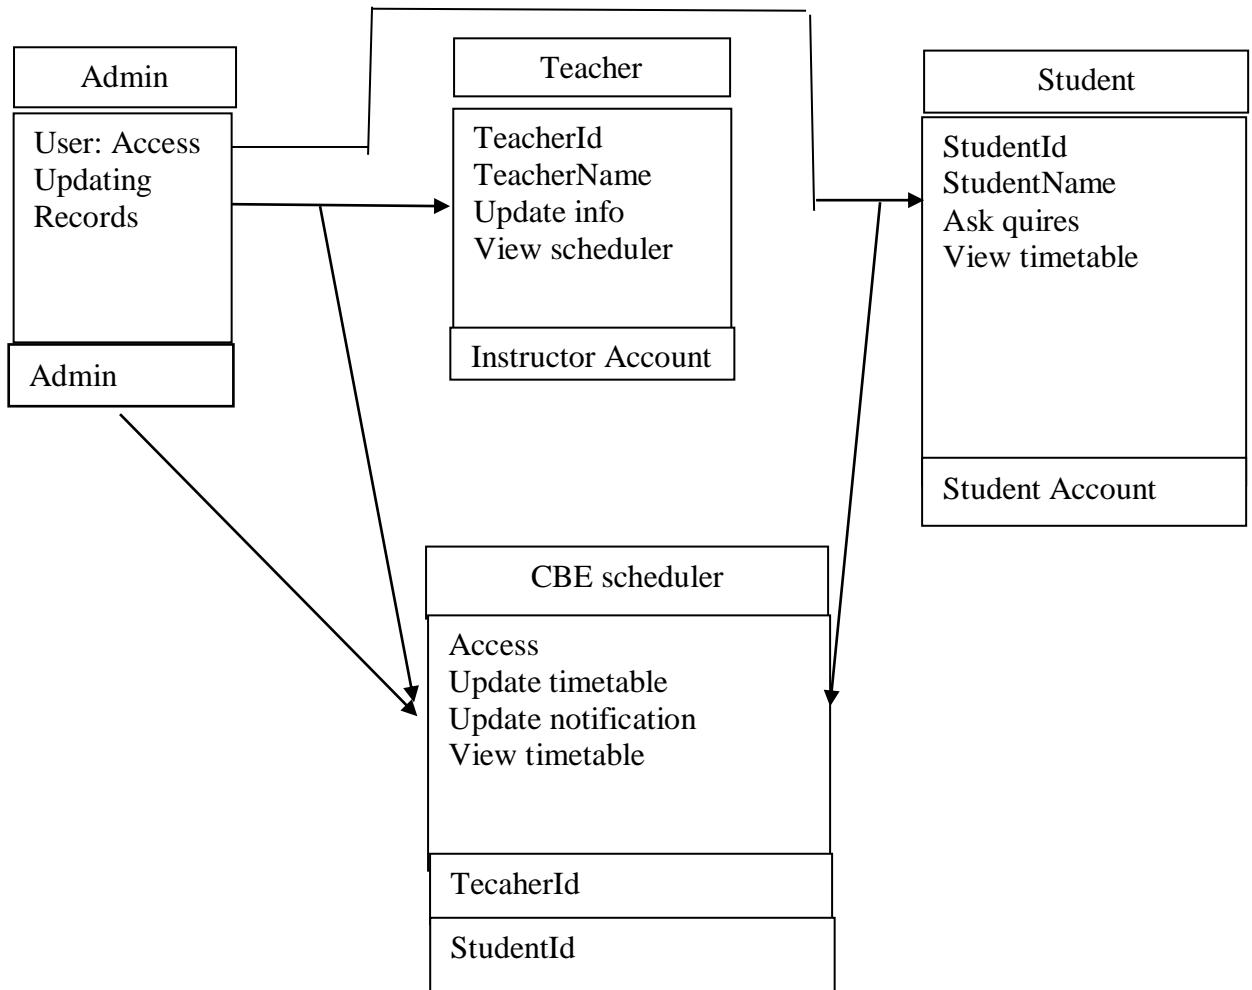 Admin
User: Access
Updating
Records
Admin
Teacher
TeacherId
TeacherName
Update info
View scheduler
Instructor Account
Student
StudentId
StudentName
Ask quires
View timetable
Student Account
CBE scheduler
Access
Update timetable
Update notification
View timetable
TecaherId
StudentId